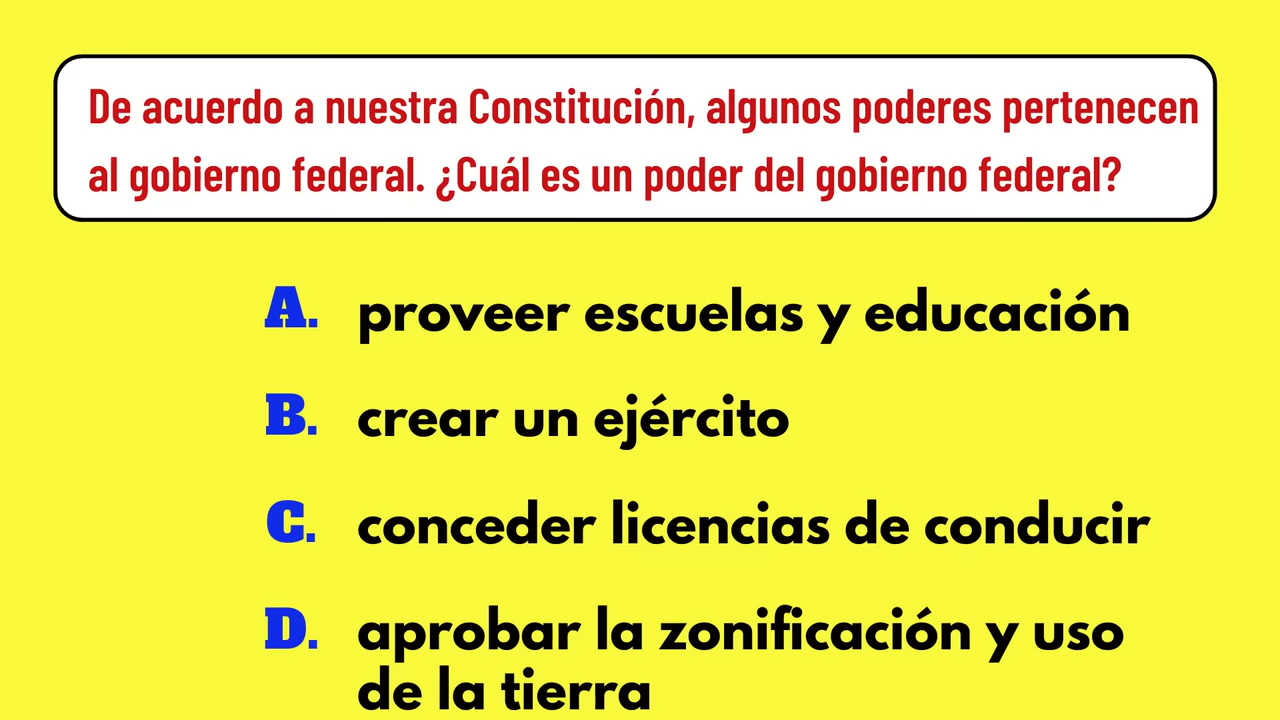 De acuerdo a nuestra Constitución, algunos poderes pertenecen
al gobierno federal. ¿Cuál es un poder del gobierno federal?
A. proveer escuelas y educación
B. crear un ejército
C. conceder licencias de conducir
D. aprobar la zonificación y uso
de la tierra